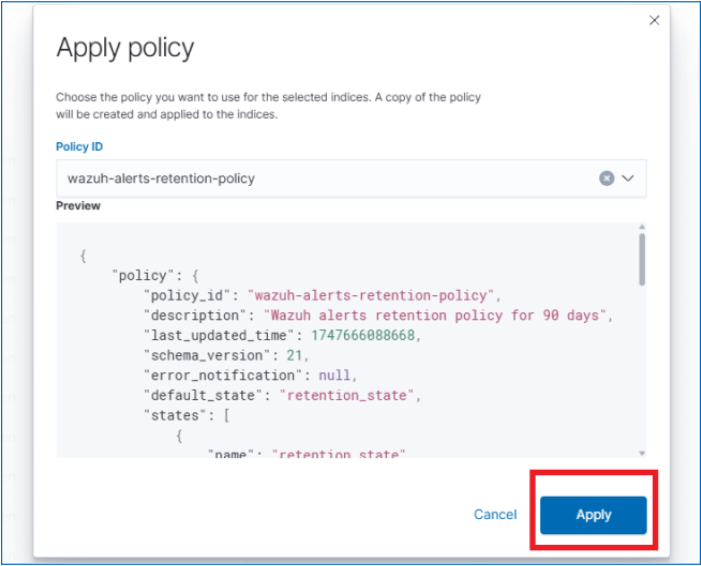 Apply policy
Choose the policy you want to use for the selected indices. A copy of the policy
will be created and applied to the indices.
Policy ID
wazuh-alerts-retention-policy
Preview
{
"policy": {
"policy_id": "wazuh-alerts-retention-policy",
"description": "Wazuh alerts retention policy for 90 days",
"last_updated_time": 1747666088668,
"schema_version": 21,
"error_notification": null,
"default_state": "retention_state",
"states": [
{
"name": "retention_state"
Cancel
Apply